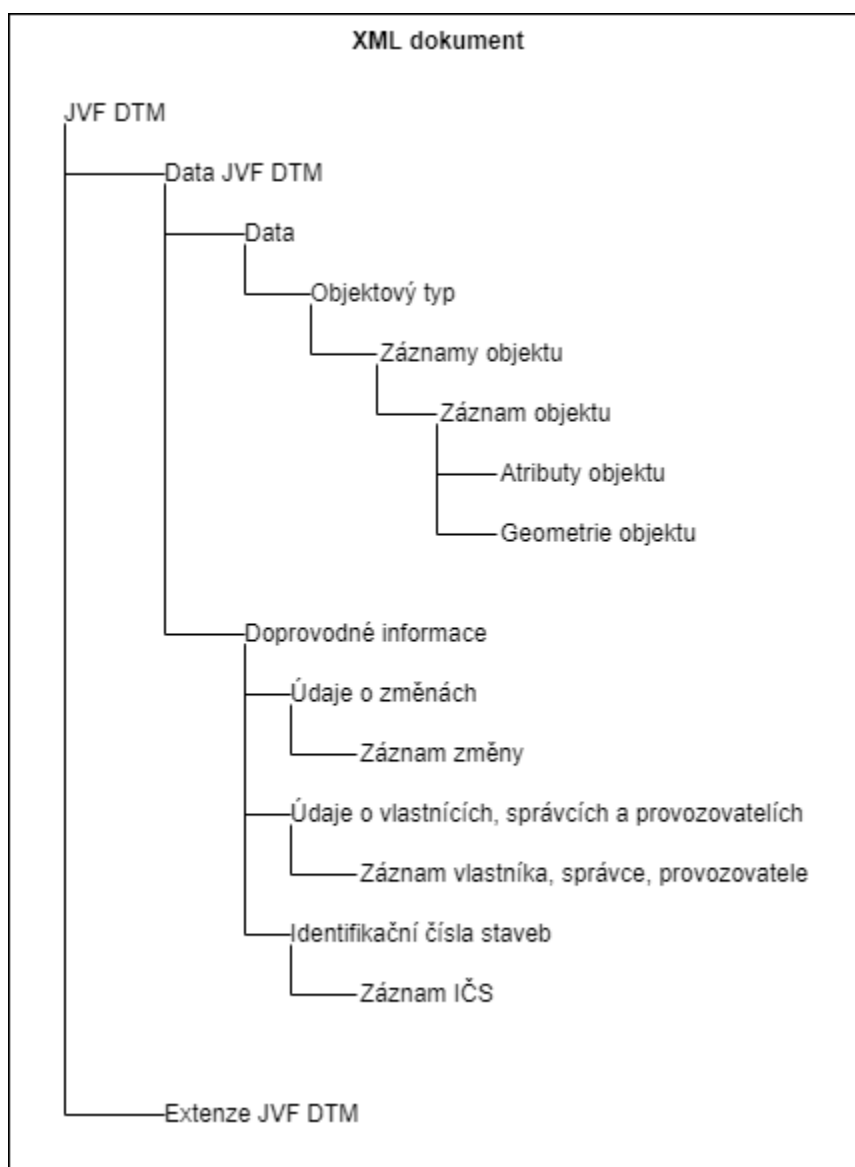 XML dokument
JVF DTM
Data JVF DTM
Data
Objektový typ
Záznamy objektu
Záznam objektu
Atributy objektu
Geometrie objektu
Doprovodné informace
Údaje o změnách
Záznam změny
Údaje o vlastnících, správcích a provozovatelích
Záznam vlastníka, správce, provozovatele
Identifikační čísla staveb
Záznam IČS
Extenze JVF DTM